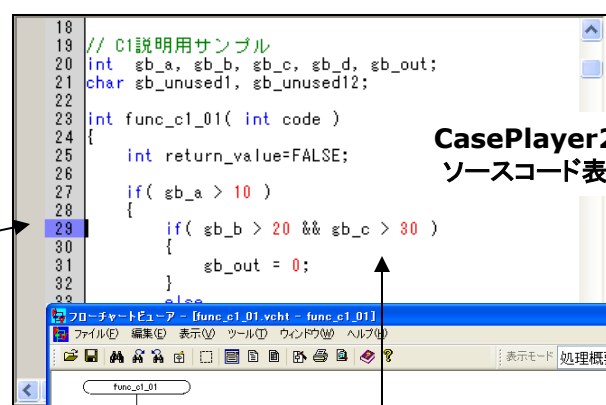 18
19 // C1説明用サンプル
20 int gb_a, gb_b, gb_c, gb_d, gb_out;
21 char gb_unused1, gb_unused12;
22
23 int func_c1_01( int code )
24 {
25 int return_value=FALSE;
26
27 if( gb_a > 10 )
28 {
29 if( gb_b > 20 && gb_c > 30 )
30 {
31 gb_out = 0;
32 }
33 else
CasePlayer2
ソースコード表
フローチャートビューア - [func_c1_01.vcht - func_c1_01]
ファイル(F) 編集(E) 表示(V) ツール(T) ウィンドウ(W) ヘルプ(H)
表示モード 処理概要
func_c1_01